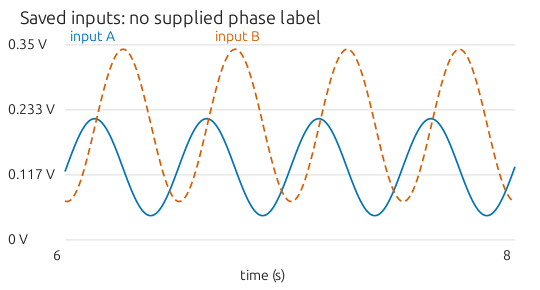 Saved inputs: no supplied phase label
input A input B
0.35 V
0.233 V
0.117 V
0 V
6 8
time (s)